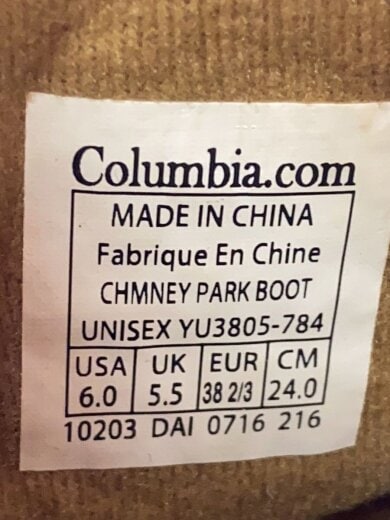 Columbia.com
MADE IN CHINA
Fabrique En Chine
CHMNEY PARK BOOT
UNISEX YU3805-784
USA UK EUR CM
6.0 5.5 38 2/3 24.0
10203 DAI 0716 216